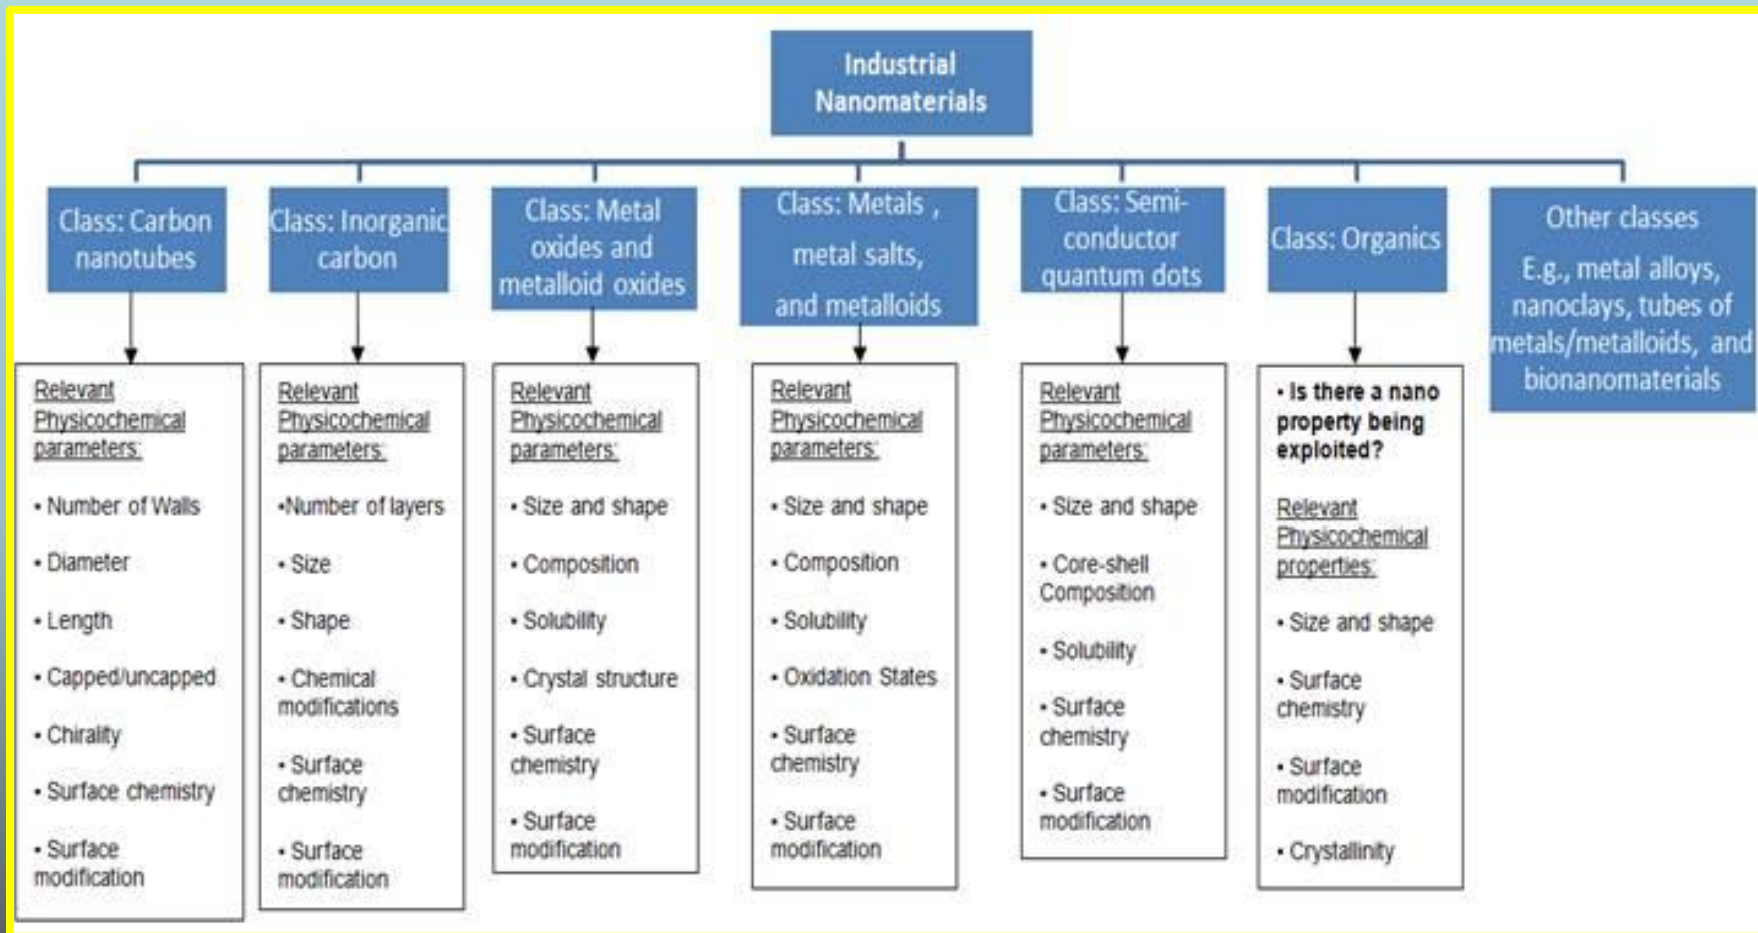 Industrial
Nanomaterials
Class: Carbon
nanotubes
Class: Inorganic
carbon
Class: Metal
oxides and
metalloid oxides
Class: Metals ,
metal salts,
and metalloids
Class: Semi-
conductor
quantum dots
Class: Organics
Other classes
E.g., metal alloys,
nanoclays, tubes of
metals/metalloids, and
bionanomaterials
Relevant
Physicochemical
parameters:
• Number of Walls
• Diameter
• Length
• Capped/uncapped
• Chirality
• Surface chemistry
• Surface
modification
Relevant
Physicochemical
parameters:
•Number of layers
• Size
• Shape
• Chemical
modifications
• Surface
chemistry
• Surface
modification
Relevant
Physicochemical
parameters:
• Size and shape
• Composition
• Solubility
• Crystal structure
• Surface
chemistry
• Surface
modification
Relevant
Physicochemical
parameters:
• Size and shape
• Composition
• Solubility
• Oxidation States
• Surface
chemistry
• Surface
modification
Relevant
Physicochemical
parameters:
• Size and shape
• Core-shell
Composition
• Solubility
• Surface
chemistry
• Surface
modification
• Is there a nano
property being
exploited?
Relevant
Physicochemical
properties:
• Size and shape
• Surface
chemistry
• Surface
modification
• Crystallinity